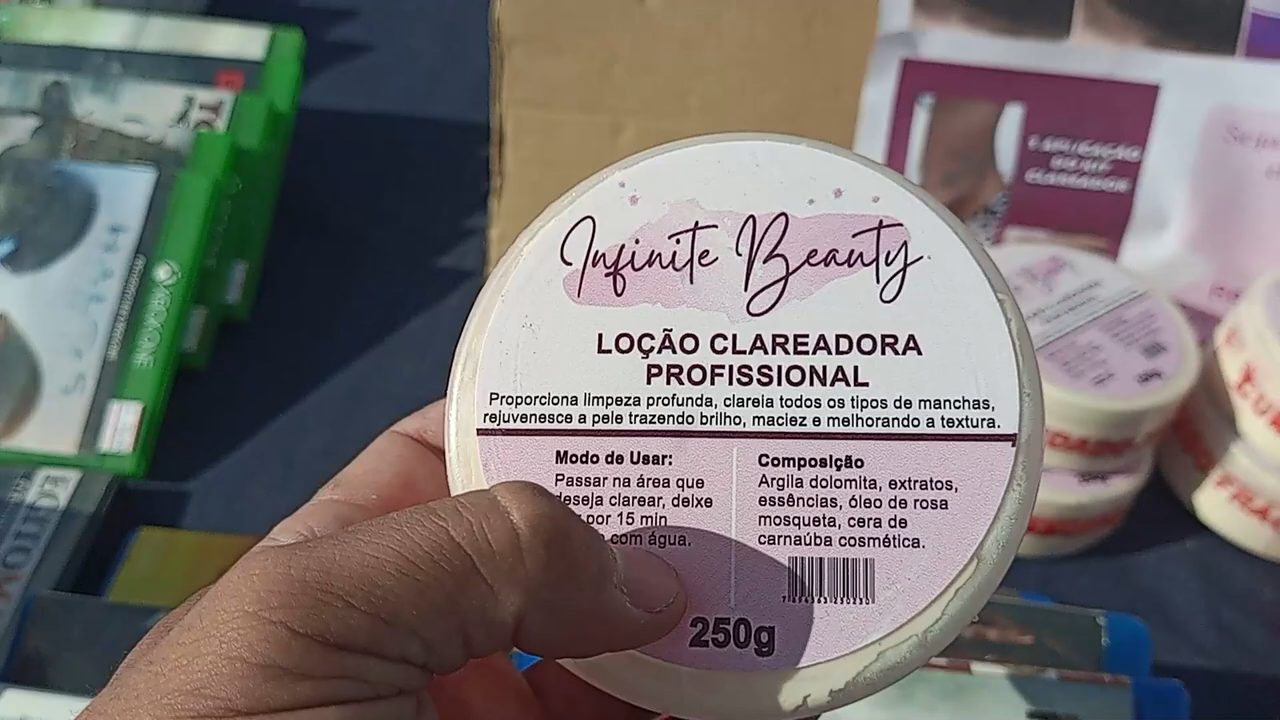 Infinite Beauty
LOÇÃO CLAREADORA
PROFISSIONAL
Proporciona limpeza profunda, clareia todos os tipos de manchas,
rejuvenesce a pele trazendo brilho, maciez e melhorando a textura.
Modo de Usar:
Passar na área que
deseja clarear, deixe
por 15 min
com água.
Composição
Argila dolomita, extratos,
essências, óleo de rosa
mosqueta, cera de
carnaúba cosmética.
250g
XBOX ONE
CLAREADOR